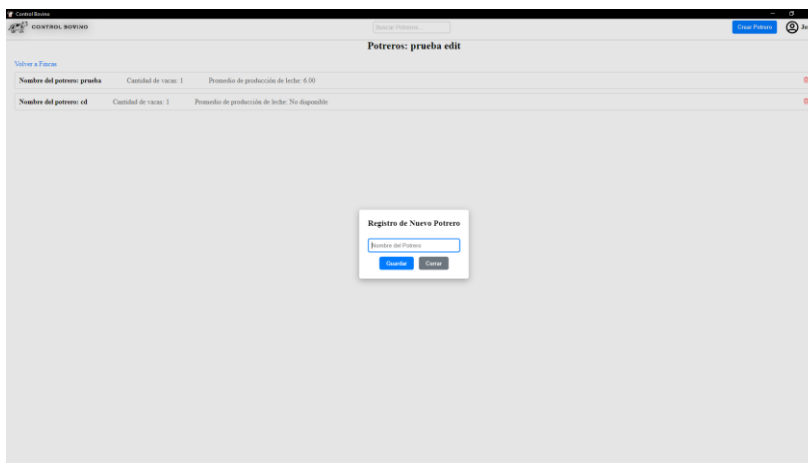 Control Bovino
CONTROL BOVINO
Buscar Potreros...
Crear Potrero
Ja
Potreros: prueba edit
Volver a Fincas
Nombre del potrero: prueba Cantidad de vacas: 1 Promedio de producción de leche: 6.00
Nombre del potrero: cd Cantidad de vacas: 1 Promedio de producción de leche: No disponible
Registro de Nuevo Potrero
Nombre del Potrero
Guardar Cerrar